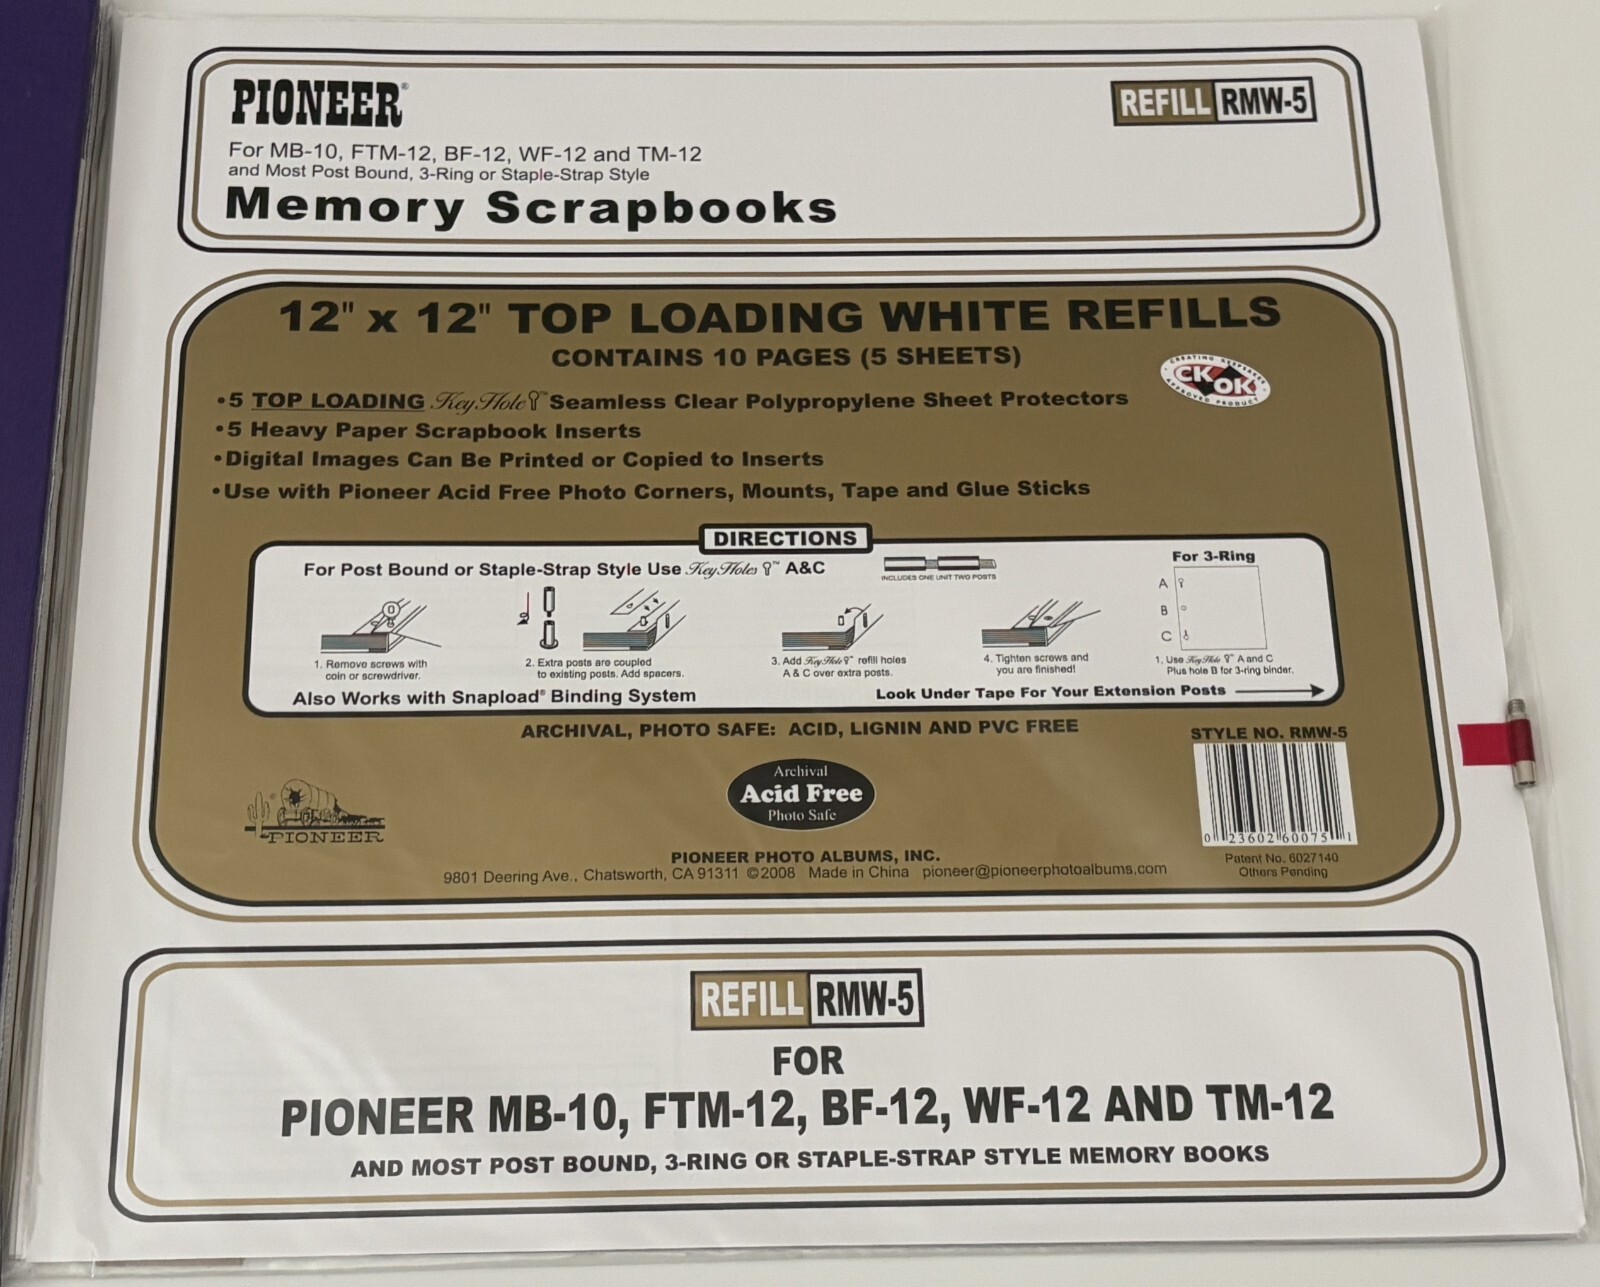 PIONEER®
REFILL RMW-5
For MB-10, FTM-12, BF-12, WF-12 and TM-12
and Most Post Bound, 3-Ring or Staple-Strap Style
Memory Scrapbooks
12" x 12" TOP LOADING WHITE REFILLS
CONTAINS 10 PAGES (5 SHEETS)
CREATING KEEPSAKES
CK OK
APPROVED PRODUCT
•5 TOP LOADING KeyHole™ Seamless Clear Polypropylene Sheet Protectors
•5 Heavy Paper Scrapbook Inserts
•Digital Images Can Be Printed or Copied to Inserts
•Use with Pioneer Acid Free Photo Corners, Mounts, Tape and Glue Sticks
DIRECTIONS
For Post Bound or Staple-Strap Style Use KeyHoles™ A&C
INCLUDES ONE UNIT TWO POSTS
For 3-Ring
A
B
C
1. Remove screws with
coin or screwdriver.
2. Extra posts are coupled
to existing posts. Add spacers.
3. Add KeyHole™ refill holes
A & C over extra posts.
4. Tighten screws and
you are finished!
1. Use KeyHole™ A and C
Plus hole B for 3-ring binder.
Also Works with Snapload® Binding System
Look Under Tape For Your Extension Posts
ARCHIVAL, PHOTO SAFE: ACID, LIGNIN AND PVC FREE
STYLE NO. RMW-5
Archival
Acid Free
Photo Safe
PIONEER
0 23602 60075 1
PIONEER PHOTO ALBUMS, INC.
9801 Deering Ave., Chatsworth, CA 91311 ©2008 Made in China pioneer@pioneerphotoalbums.com
Patent No. 6027140
Others Pending
REFILL RMW-5
FOR
PIONEER MB-10, FTM-12, BF-12, WF-12 AND TM-12
AND MOST POST BOUND, 3-RING OR STAPLE-STRAP STYLE MEMORY BOOKS